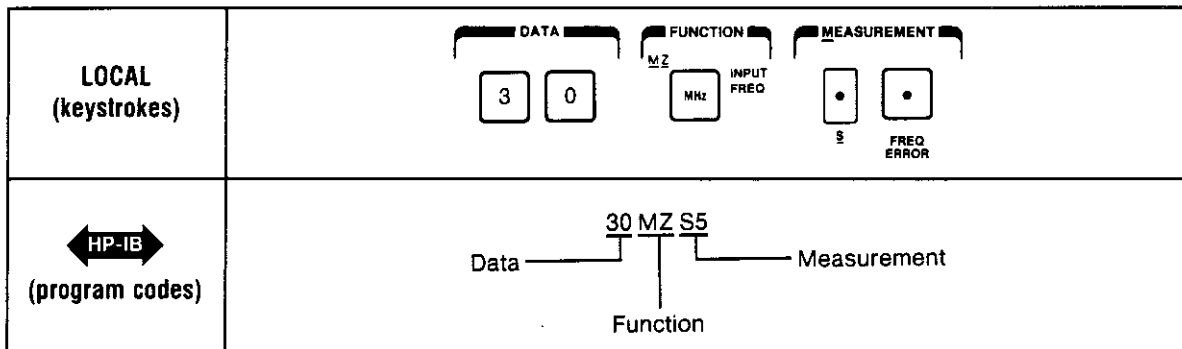 DATA FUNCTION MEASUREMENT
LOCAL
(keystrokes)
3 0 MZ MHz INPUT
FREQ
S FREQ
ERROR
HP-IB
(program codes)
30 MZ S5
Data Measurement
Function